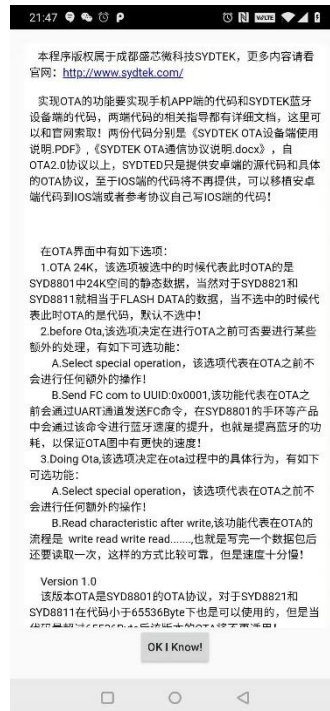 21:47
VoLTE
本程序版权属于成都盛芯微科技SYDTEK，更多内容请看
官网：http://www.sydtek.com/
实现OTA的功能要实现手机APP端的代码和SYDTEK蓝牙
设备端的代码，两端代码的相关指导都有详细文档，这里可
以和官网索取！两份代码分别是《SYDTEK OTA设备端使用
说明.PDF》,《SYDTEK OTA通信协议说明.docx》，自
OTA2.0协议以上，SYDTED只是提供安卓端的源代码和具体
的OTA协议，至于IOS端的代码将不再提供，可以移植安卓
端代码到IOS端或者参考协议自己写IOS端的代码！
在OTA界面中有如下选项：
1.OTA 24K，该选项被选中的时候代表此时OTA的是
SYD8801中24K空间的静态数据，当然对于SYD8821和
SYD8811就相当于FLASH DATA的数据，当不选中的时候代
表此时OTA的是代码，默认不选中！
2.before Ota,该选项决定在进行OTA之前可否要进行某些
额外的处理，有如下可选功能：
A.Select special operation，该选项代表在OTA之前不
会进行任何额外的操作！
B.Send FC com to UUID:0x0001,该功能代表在OTA之
前会通过UART通道发送FC命令，在SYD8801的手环等产品
中会通过该命令进行蓝牙速度的提升，也就是提高蓝牙的功
耗，以保证OTA图中有更快的速度！
3.Doing Ota,该选项决定在ota过程中的具体行为，有如下
可选功能：
A.Select special operation，该选项代表在OTA之前不
会进行任何额外的操作！
B.Read characteristic after write,该功能代表在OTA的
流程是 write read write read.......,也就是写完一个数据包后
还要读取一次，这样的方式比较可靠，但是速度十分慢！
Version 1.0
该版本OTA是SYD8801的OTA协议，对于SYD8821和
SYD8811在代码小于65536Byte下也是可以使用的，但是当
OK I Know!